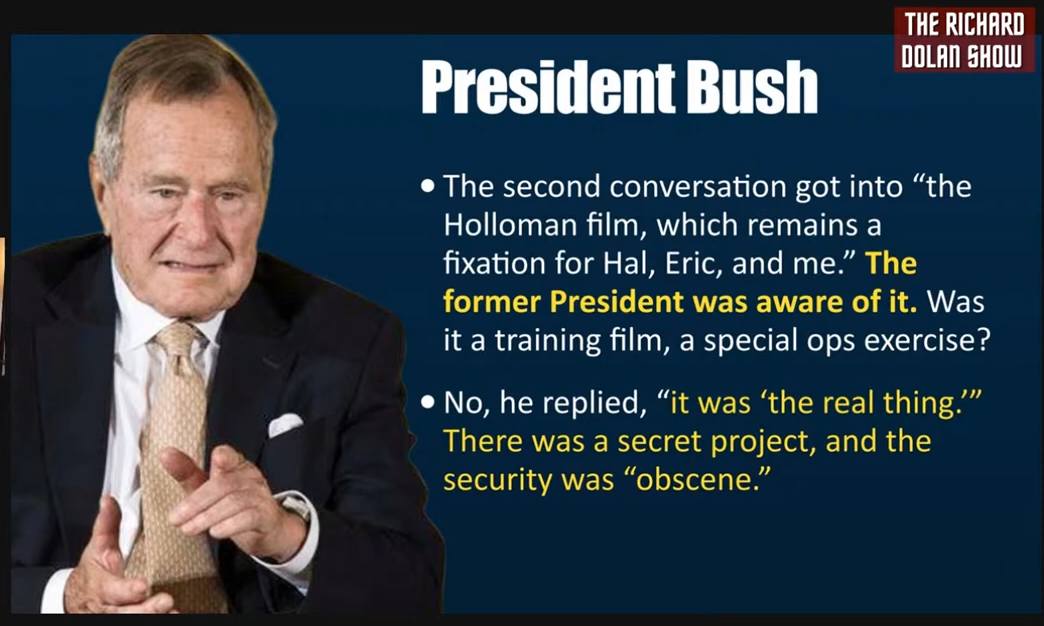 THE RICHARD
DOLAN SHOW
President Bush
• The second conversation got into “the
Holloman film, which remains a
fixation for Hal, Eric, and me.” The
former President was aware of it. Was
it a training film, a special ops exercise?
• No, he replied, “it was ‘the real thing.’”
There was a secret project, and the
security was “obscene.”